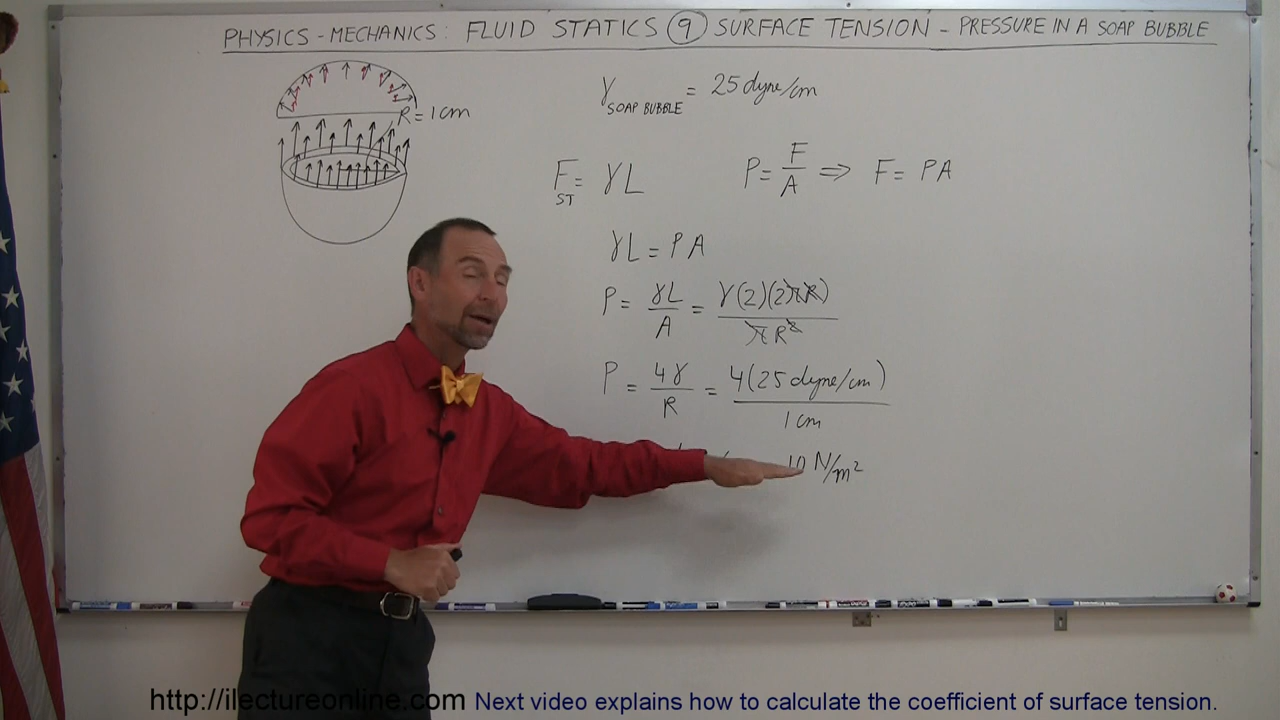 PHYSICS - MECHANICS: FLUID STATICS 9 SURFACE TENSION - PRESSURE IN A SOAP BUBBLE
R = 1 cm
γ SOAP BUBBLE = 25 dyne/cm
F ST = γL
P = F/A ⇒ F = PA
γL = PA
P = γL/A = γ(2)(2πR)/πR²
P = 4γ/R = 4(25 dyne/cm)/1 cm
10 N/m²
http://ilectureonline.com Next video explains how to calculate the coefficient of surface tension.